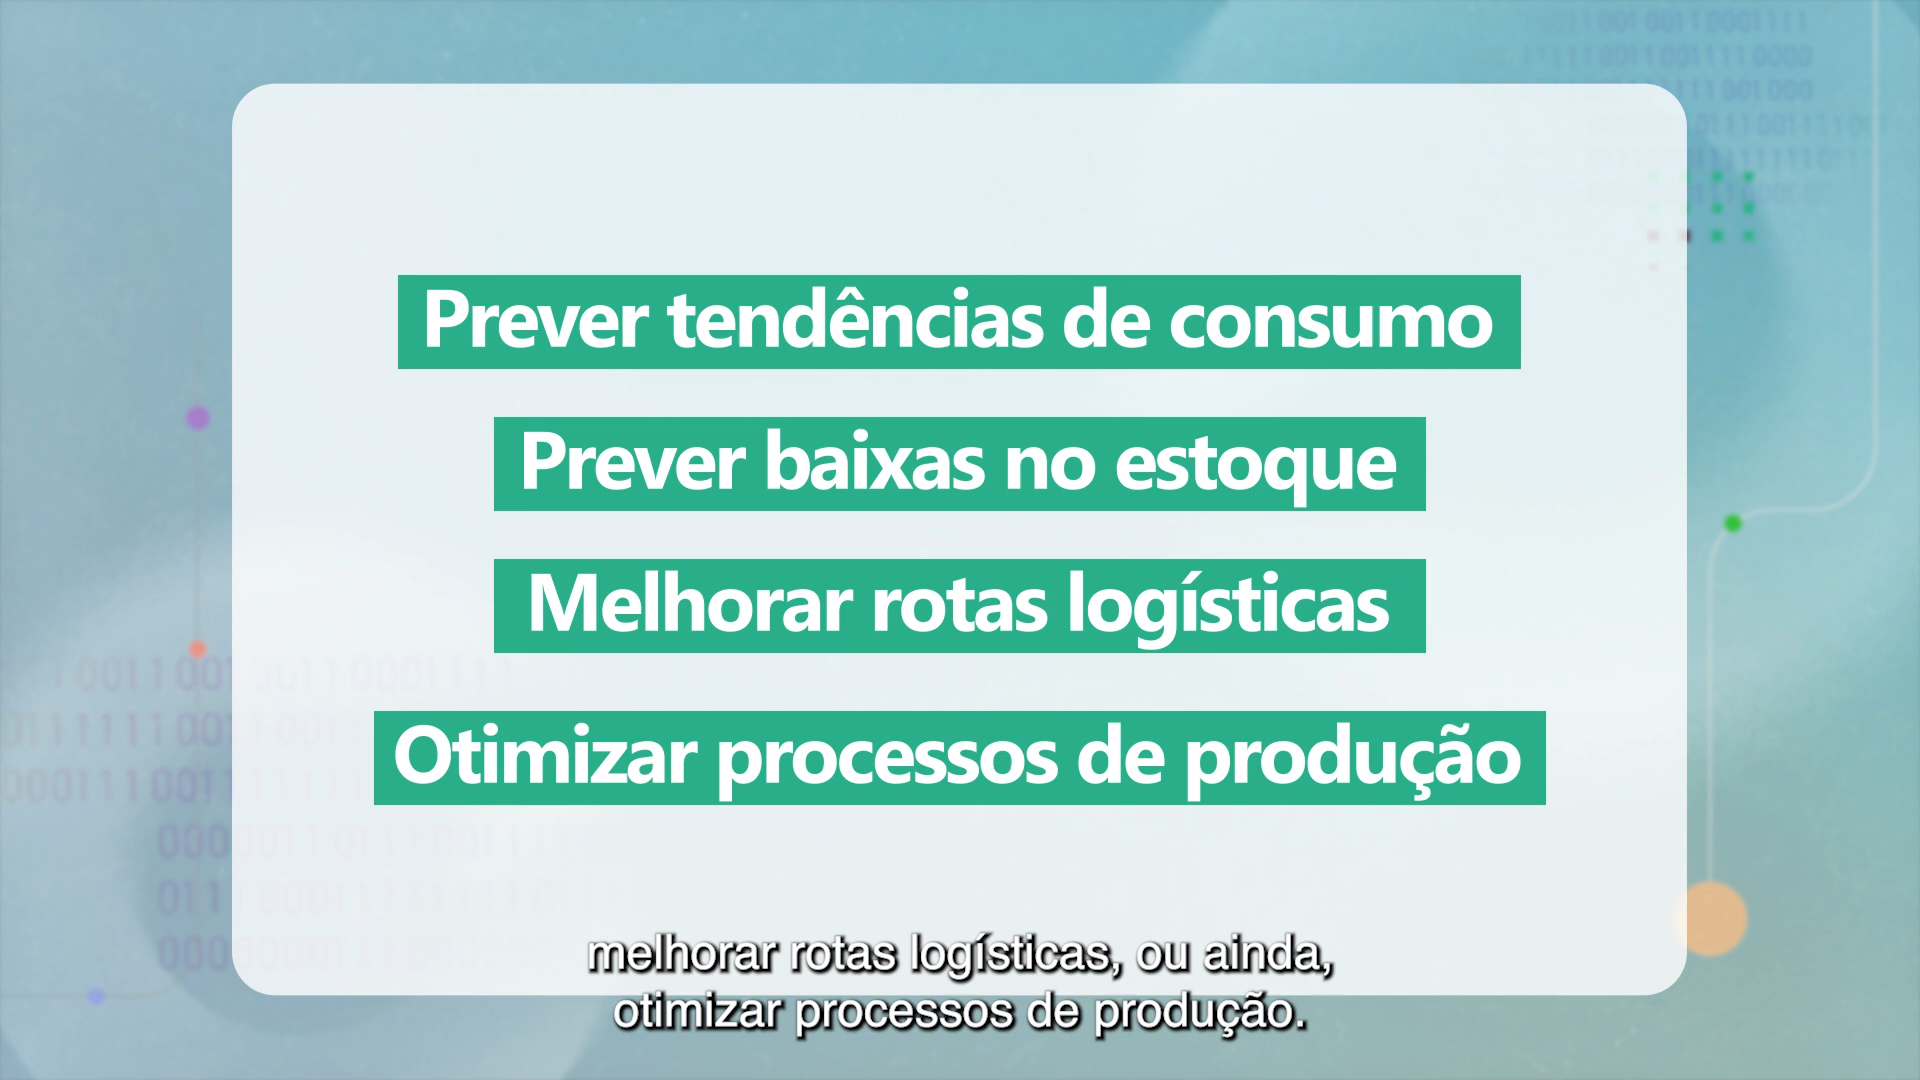 Prever tendências de consumo
Prever baixas no estoque
Melhorar rotas logísticas
Otimizar processos de produção
melhorar rotas logísticas, ou ainda,
otimizar processos de produção.